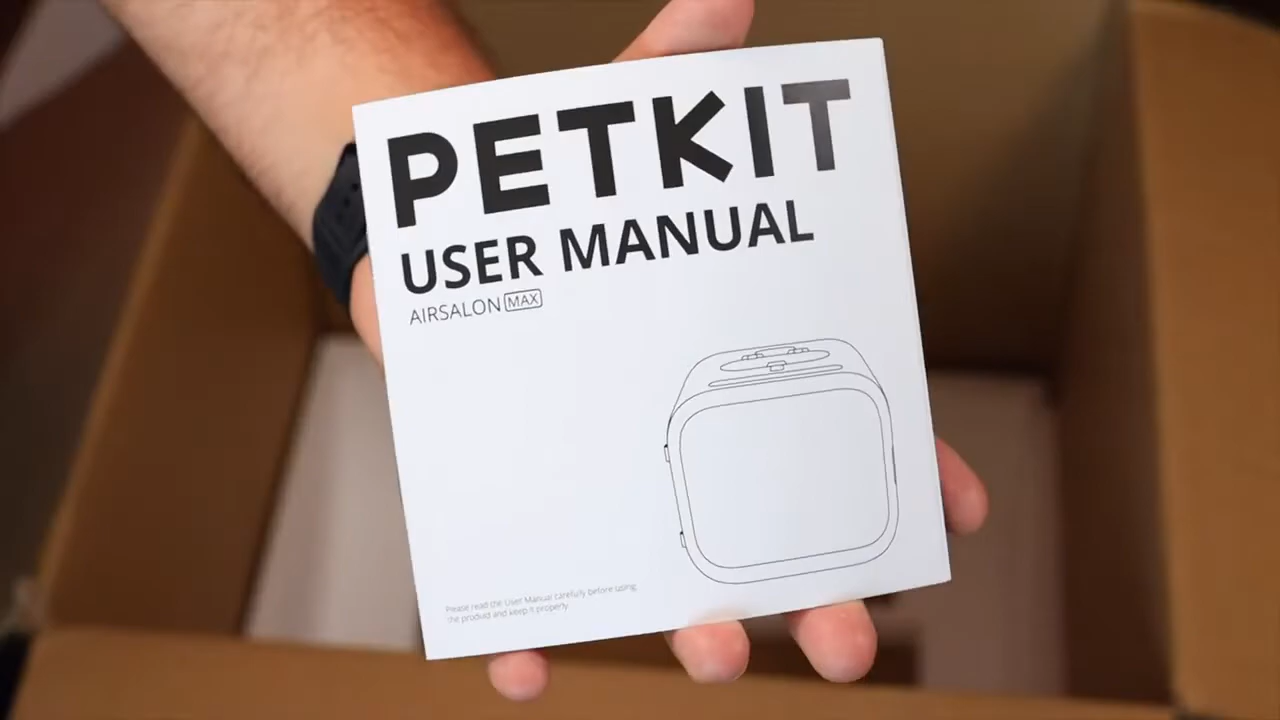 PETKIT
USER MANUAL
AIRSALON MAX
Please read the User Manual carefully before using
the product and keep it properly.